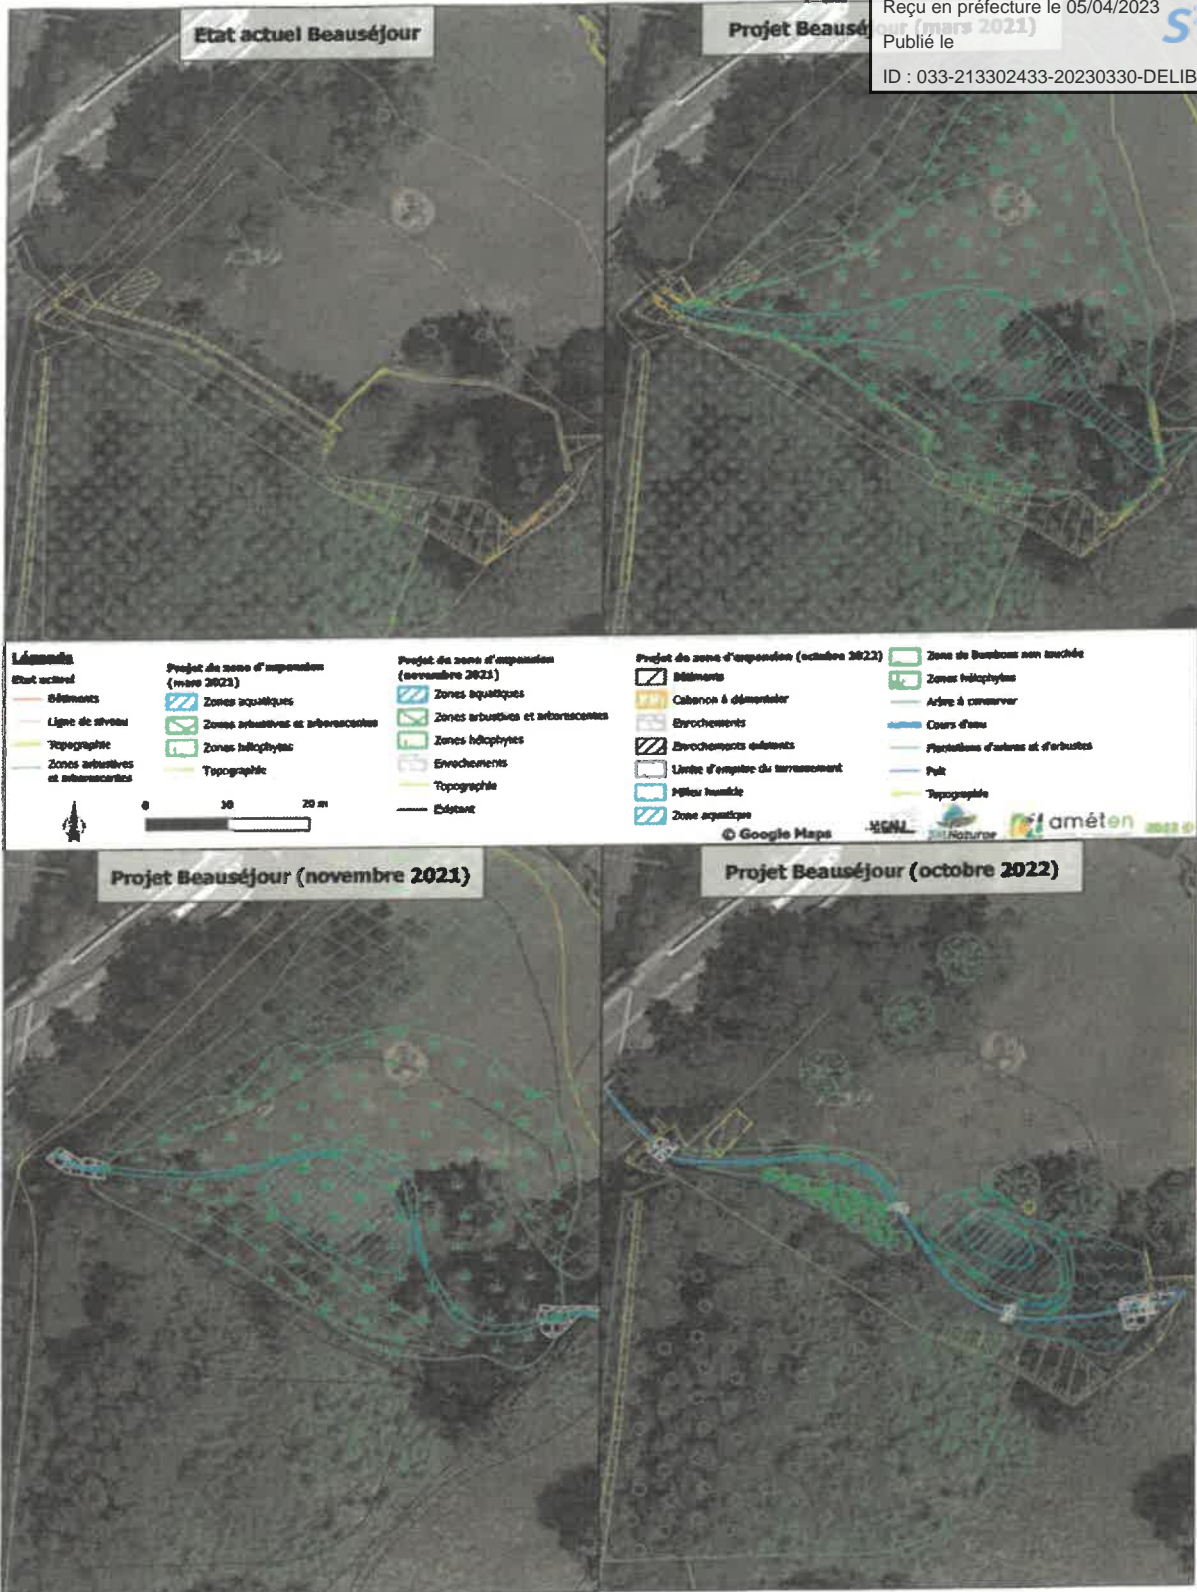 Etat actuel Beauséjour
Projet Beauséjour (mars 2021)
Reçu en préfecture le 05/04/2023
Publié le
ID : 033-213302433-20230330-DELIB
Légende
Etat actuel
Bâtiments
Ligne de niveau
Topographie
Zones arbustives
et arborescentes
0 10 20 m
Projet de zone d'expansion
(mars 2021)
Zones aquatiques
Zones arbustives et arborescentes
Zones hélophytes
Topographie
Projet de zone d'expansion
(novembre 2021)
Zones aquatiques
Zones arbustives et arborescentes
Zones hélophytes
Enrochements
Topographie
Existant
Projet de zone d'expansion (octobre 2022)
Bâtiments
Cabanon à démonteler
Enrochements
Enrochements existants
Limite d'emprise du terrassement
Milieu humide
Zone aquatique
Zone de Bambous non touchée
Zones hélophytes
Arbre à conserver
Cours d'eau
Plantations d'arbres et d'arbustes
Puit
Topographie
© Google Maps
améten
2022 ©
Projet Beauséjour (novembre 2021)
Projet Beauséjour (octobre 2022)